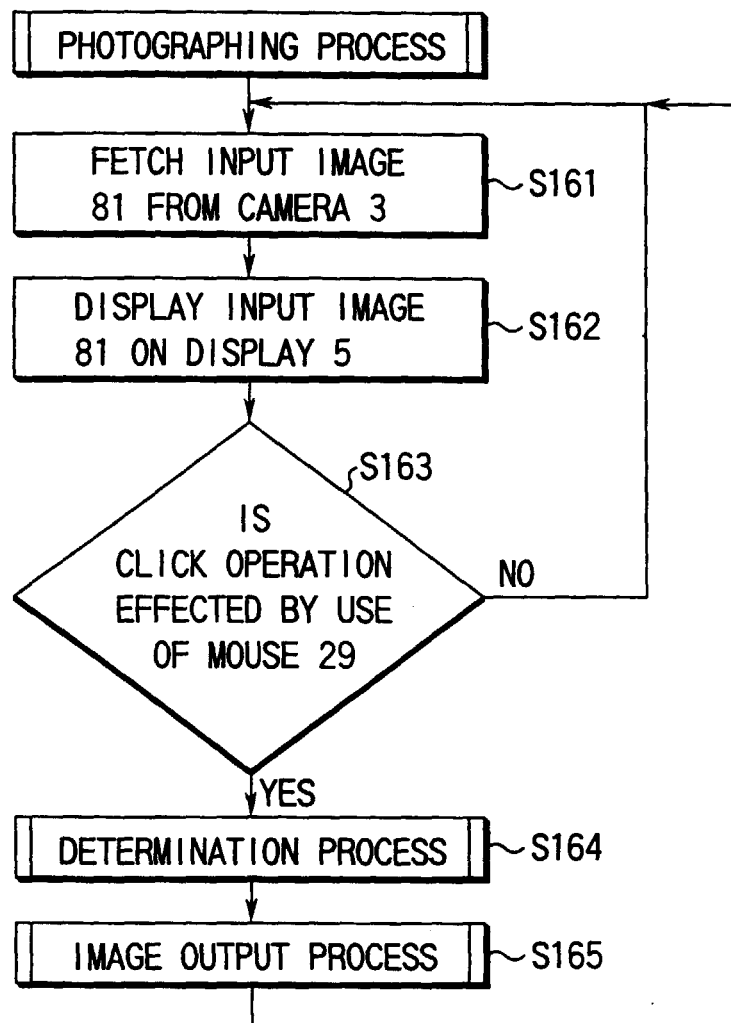 PHOTOGRAPHING PROCESS
FETCH INPUT IMAGE
81 FROM CAMERA 3
S161
DISPLAY INPUT IMAGE
81 ON DISPLAY 5
S162
S163
IS
CLICK OPERATION
EFFECTED BY USE
OF MOUSE 29
NO
YES
DETERMINATION PROCESS
S164
IMAGE OUTPUT PROCESS
S165